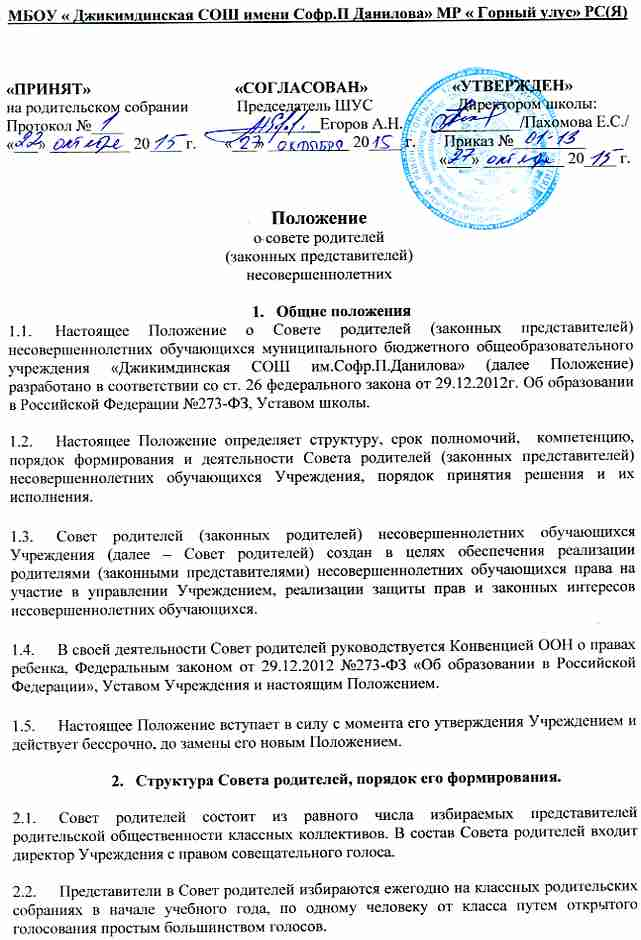 МБОУ « Джикимдинская СОШ имени Софр.П Данилова» МР « Горный улус» РС(Я)
«ПРИНЯТ» «СОГЛАСОВАН» «УТВЕРЖДЕН»
на родительском собрании Председатель ШУС Директором школы:
Протокол № 1 Егоров А.Н. /Пахомова Е.С./
«22» октября 2015 г. «27» октября 2015 г. Приказ № 01-13
«27» октября 2015 г.
Положение
о совете родителей
(законных представителей)
несовершеннолетних
1. Общие положения
1.1. Настоящее Положение о Совете родителей (законных представителей)
несовершеннолетних обучающихся муниципального бюджетного общеобразовательного
учреждения «Джикимдинская СОШ им.Софр.П.Данилова» (далее Положение)
разработано в соответствии со ст. 26 федерального закона от 29.12.2012г. Об образовании
в Российской Федерации №273-ФЗ, Уставом школы.
1.2. Настоящее Положение определяет структуру, срок полномочий, компетенцию,
порядок формирования и деятельности Совета родителей (законных представителей)
несовершеннолетних обучающихся Учреждения, порядок принятия решения и их
исполнения.
1.3. Совет родителей (законных родителей) несовершеннолетних обучающихся
Учреждения (далее – Совет родителей) создан в целях обеспечения реализации
родителями (законными представителями) несовершеннолетних обучающихся права на
участие в управлении Учреждением, реализации защиты прав и законных интересов
несовершеннолетних обучающихся.
1.4. В своей деятельности Совет родителей руководствуется Конвенцией ООН о правах
ребенка, Федеральным законом от 29.12.2012 №273-ФЗ «Об образовании в Российской
Федерации», Уставом Учреждения и настоящим Положением.
1.5. Настоящее Положение вступает в силу с момента его утверждения Учреждением и
действует бессрочно, до замены его новым Положением.
2. Структура Совета родителей, порядок его формирования.
2.1. Совет родителей состоит из равного числа избираемых представителей
родительской общественности классных коллективов. В состав Совета родителей входит
директор Учреждения с правом совещательного голоса.
2.2. Представители в Совет родителей избираются ежегодно на классных родительских
собраниях в начале учебного года, по одному человеку от класса путем открытого
голосования простым большинством голосов.